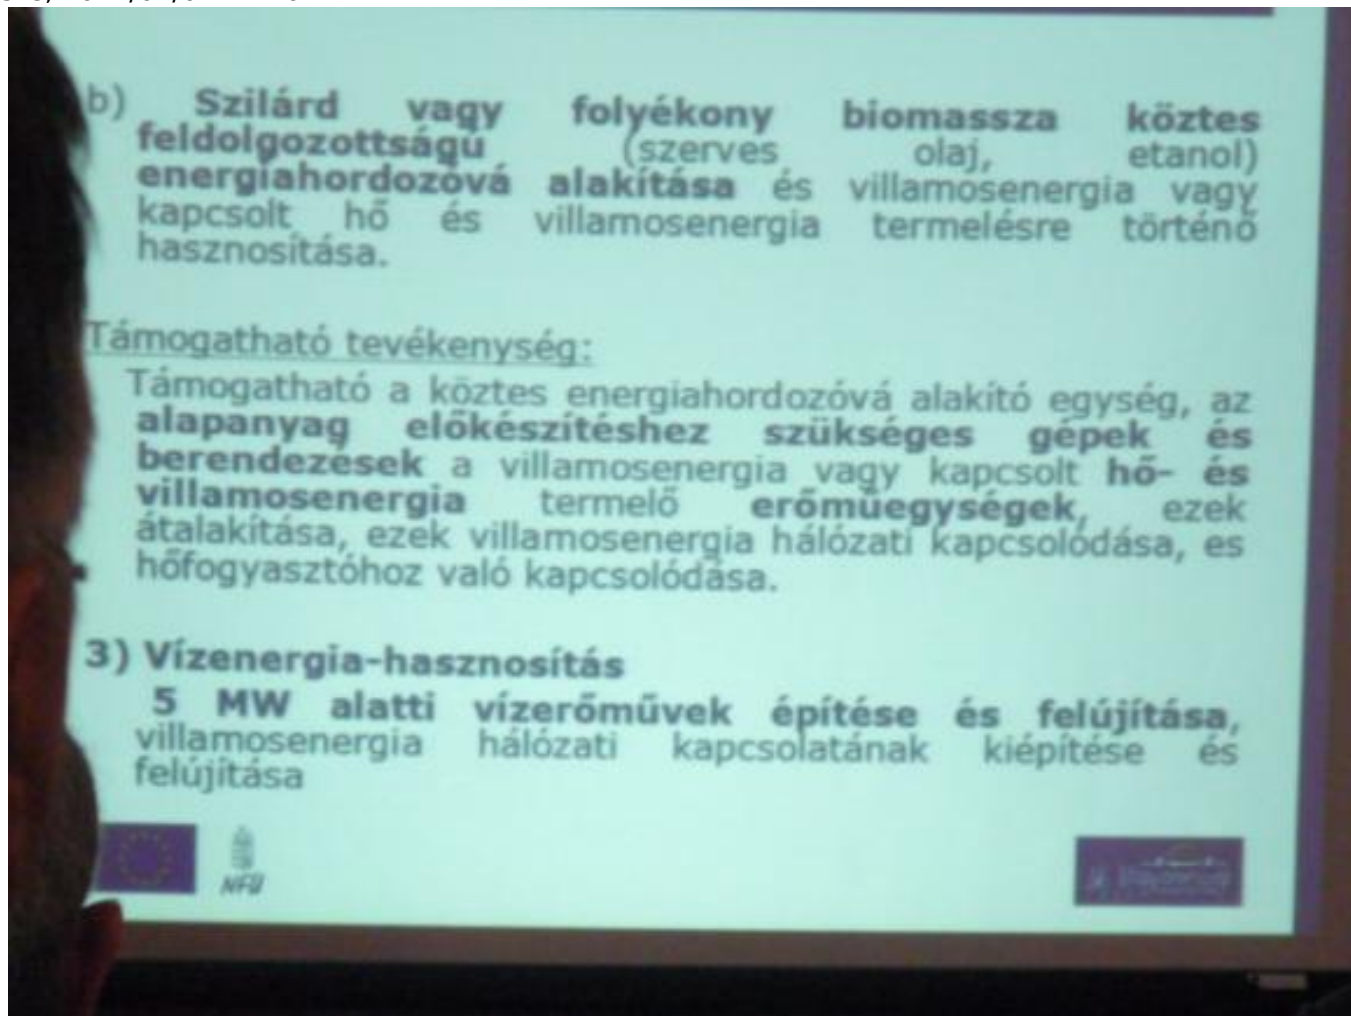 b) Szilárd vagy folyékony biomassza köztes
feldolgozottságú (szerves olaj, etanol)
energiahordozóvá alakítása és villamosenergia vagy
kapcsolt hő és villamosenergia termelésre történő
hasznosítása.
Támogatható tevékenység:
Támogatható a köztes energiahordozóvá alakító egység, az
alapanyag előkészítéshez szükséges gépek és
berendezések a villamosenergia vagy kapcsolt hő- és
villamosenergia termelő erőműegységek, ezek
átalakítása, ezek villamosenergia hálózati kapcsolódása, es
hőfogyasztóhoz való kapcsolódása.
3) Vízenergia-hasznosítás
5 MW alatti vízerőművek építése és felújítása,
villamosenergia hálózati kapcsolatának kiépítése és
felújítása
NFÜ